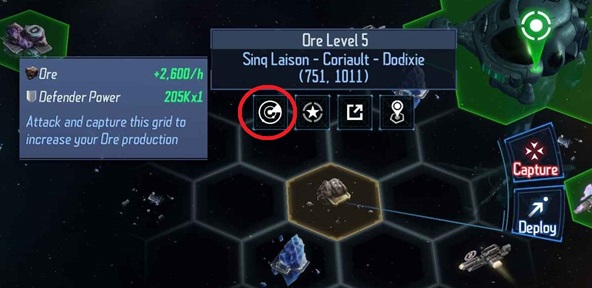 Ore Level 5
Sinq Laison - Coriault - Dodixie
(751, 1011)
Ore +2,600/h
Defender Power 205Kx1
Attack and capture this grid to
increase your Ore production
Capture
Deploy